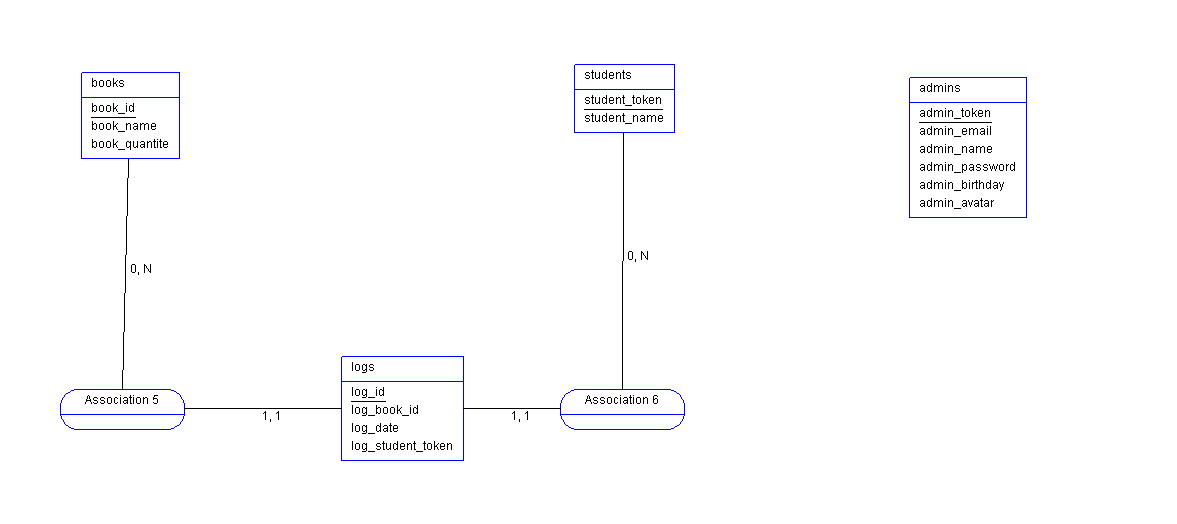 books
book_id
book_name
book_quantite
students
student_token
student_name
admins
admin_token
admin_email
admin_name
admin_password
admin_birthday
admin_avatar
0, N
0, N
Association 5
1, 1
logs
log_id
log_book_id
log_date
log_student_token
1, 1
Association 6